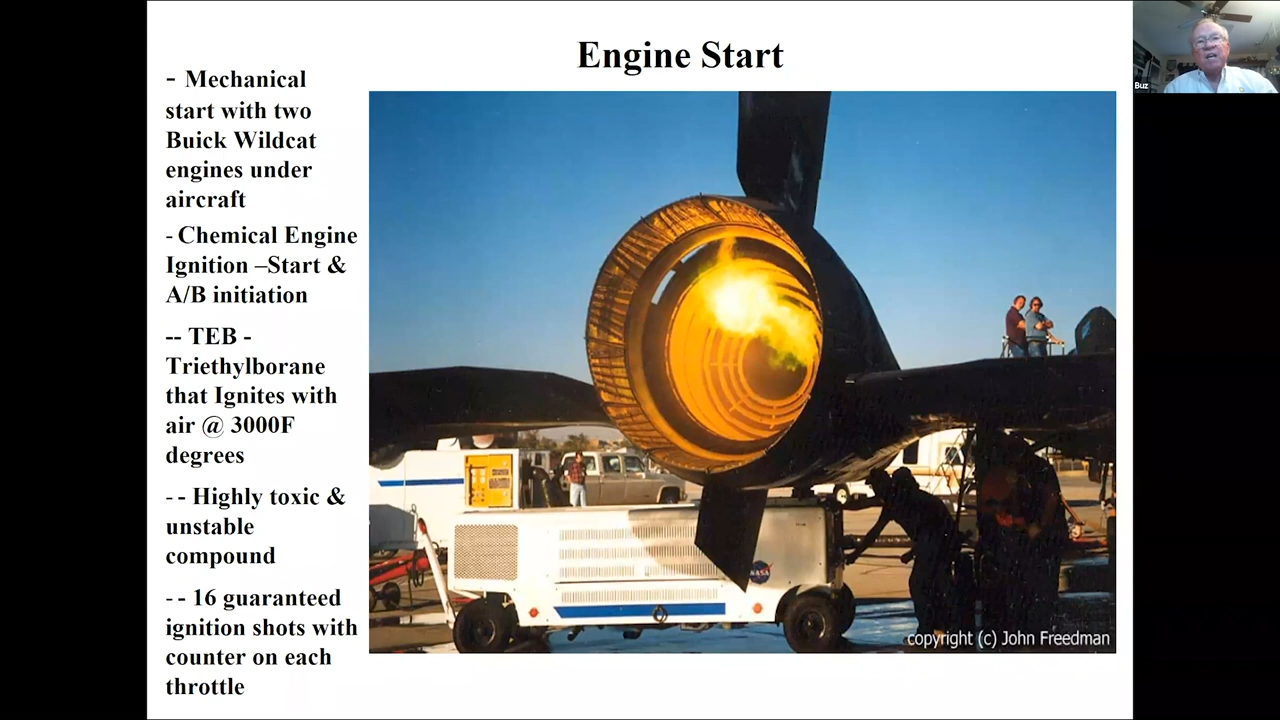 Engine Start
- Mechanical
start with two
Buick Wildcat
engines under
aircraft
- Chemical Engine
Ignition –Start &
A/B initiation
-- TEB -
Triethylborane
that Ignites with
air @ 3000F
degrees
- - Highly toxic &
unstable
compound
- - 16 guaranteed
ignition shots with
counter on each
throttle
NASA
copyright (c) John Freedman
Buz